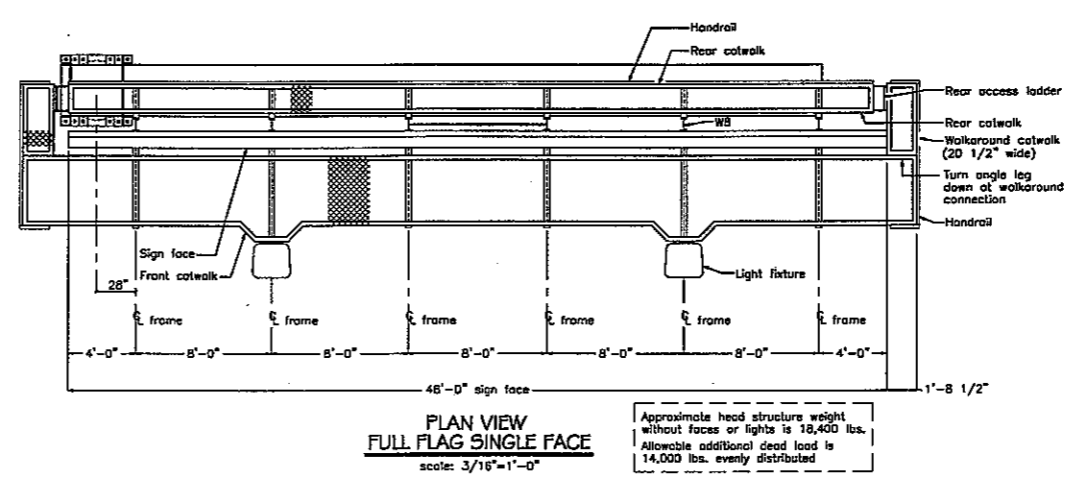 Handrail
Rear catwalk
Rear access ladder
W8
Rear catwalk
Walkaround catwalk
(20 1/2" wide)
Turn angle leg
down at walkaround
connection
Handrail
Sign face
Front catwalk
Light fixture
28"
℄ frame
℄ frame
℄ frame
℄ frame
℄ frame
℄ frame
4'-0"
8'-0"
8'-0"
8'-0"
8'-0"
8'-0"
4'-0"
48'-0" sign face
1'-8 1/2"
PLAN VIEW
FULL FLAG SINGLE FACE
scale: 3/16"=1'-0"
Approximate head structure weight
without faces or lights is 18,400 lbs.
Allowable additional dead load is
14,000 lbs. evenly distributed